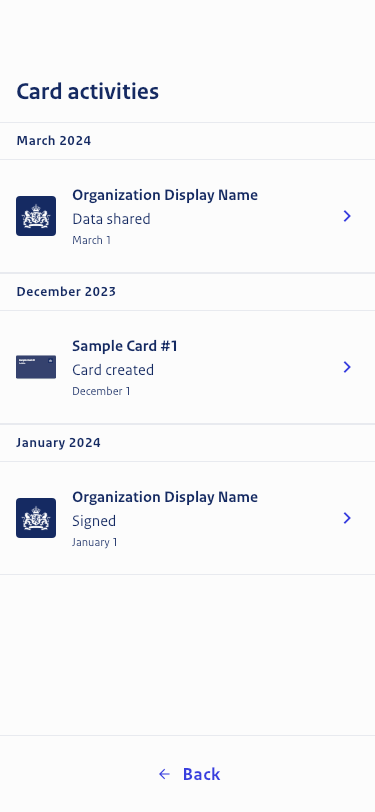 Card activities
March 2024
Organization Display Name
Data shared
March 1
December 2023
Sample Card #1
Card created
December 1
January 2024
Organization Display Name
Signed
January 1
Back